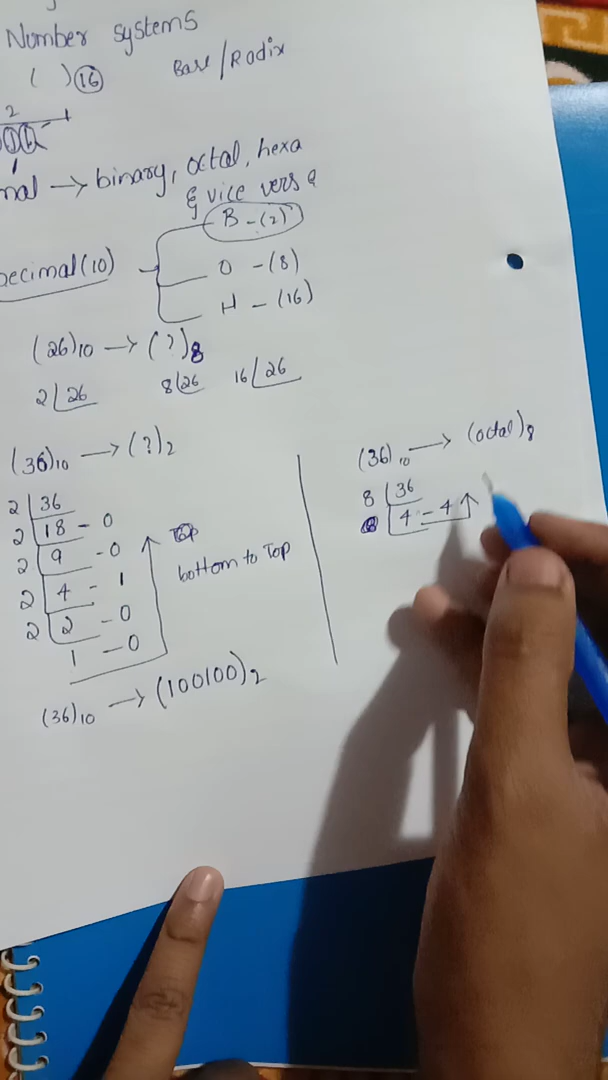 Number systems
( )16
Base/Radix
2 1
nal → binary, octal, hexa
& vice versa
Decimal(10)
B - (2)
O - (8)
H - (16)
(26)10 → (?)8
2 26 8 26 16 26
(36)10 → (?)2
2 36
2 18 - 0
2 9 - 0
2 4 - 1
2 2 - 0
1 - 0
Top
bottom to Top
(36)10 → (100100)2
(36)10 → (octal)8
8 36
4 - 4 ↑